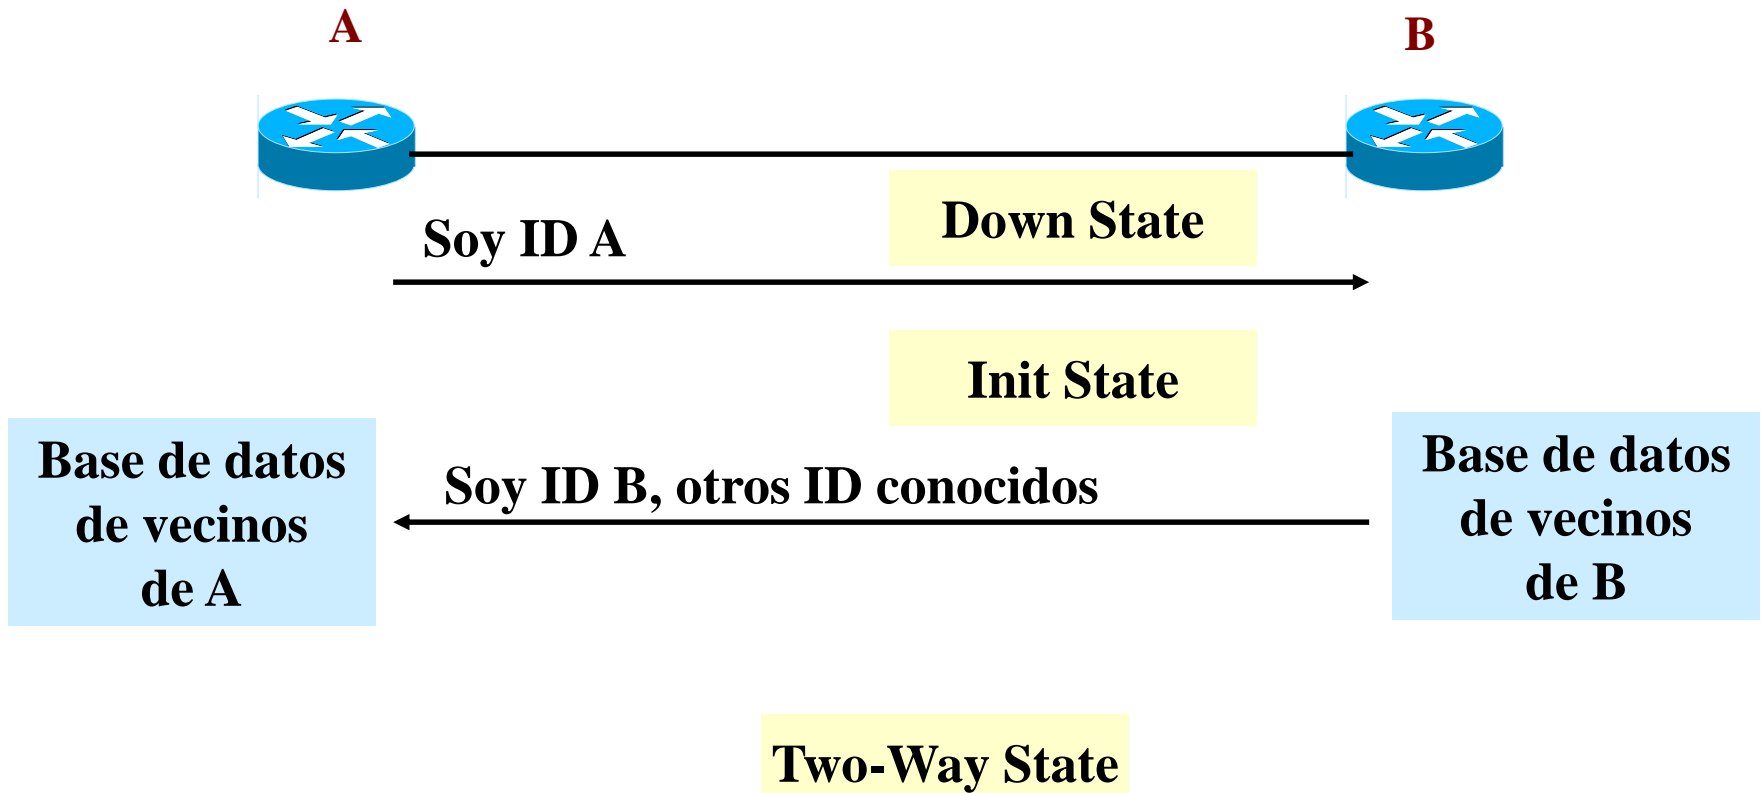 A
B
Down State
Soy ID A
Init State
Base de datos
de vecinos
de A
Soy ID B, otros ID conocidos
Base de datos
de vecinos
de B
Two-Way State